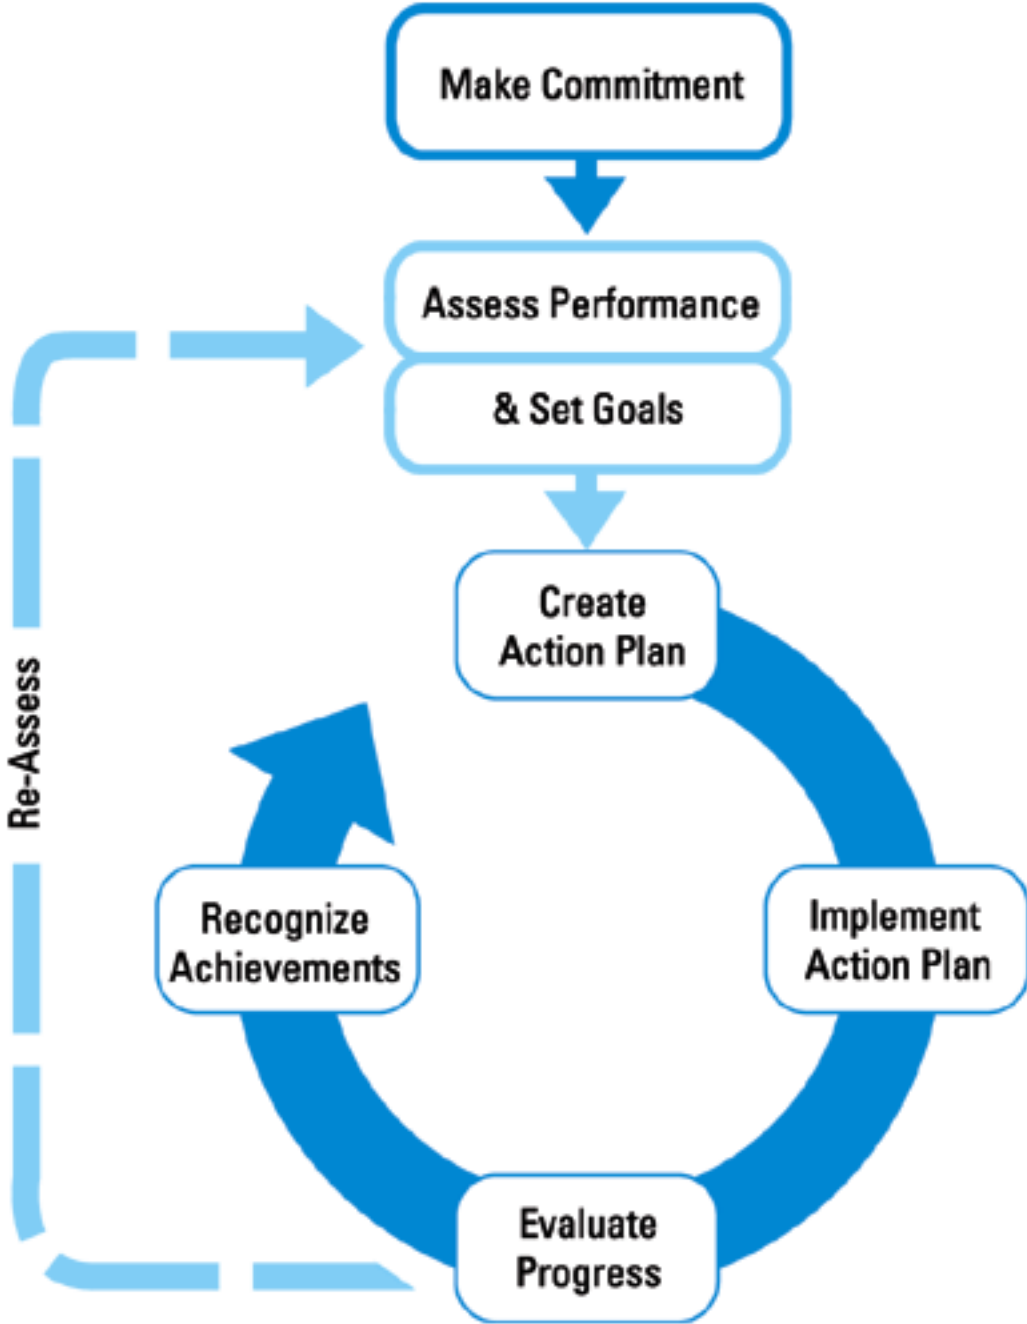 Make Commitment
Assess Performance
& Set Goals
Create
Action Plan
Implement
Action Plan
Evaluate
Progress
Recognize
Achievements
Re-Assess